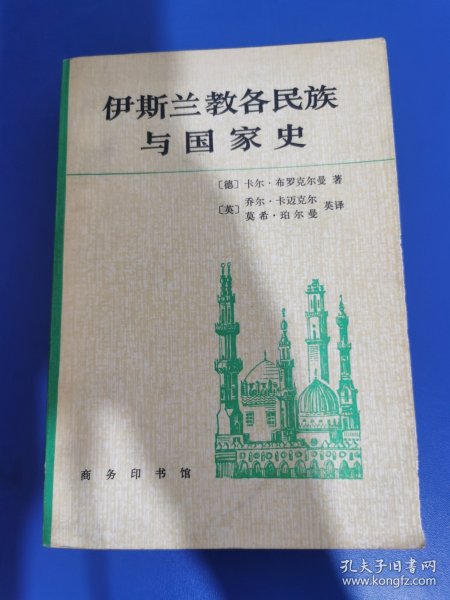 伊斯兰教各民族
与国家史
〔德〕卡尔·布罗克尔曼 著
〔英〕乔尔·卡迈克尔
莫希·珀尔曼 英译
商务印书馆
孔夫子旧书网
www.kongfz.com